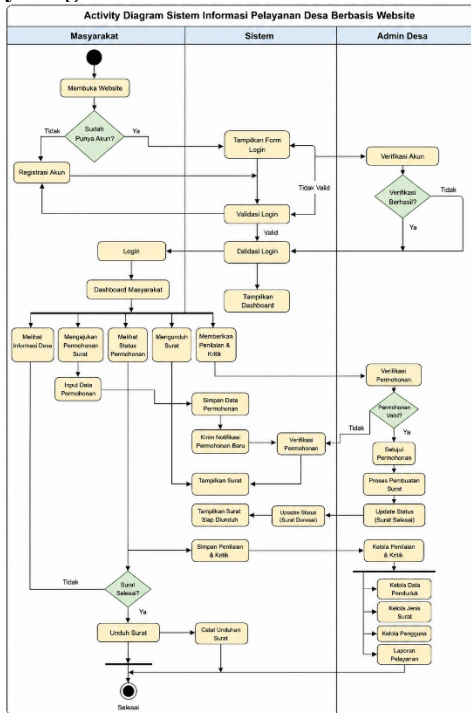 Activity Diagram Sistem Informasi Pelayanan Desa Berbasis Website
Masyarakat
Sistem
Admin Desa
Membuka Website
Sudah
Punya Akun?
Tidak
Ya
Tampilkan Form
Login
Verifikasi Akun
Registrasi Akun
Tidak Valid
Verifikasi
Berhasil?
Tidak
Validasi Login
Ya
Valid
Login
Dalidasi Login
Dashboard Masyarakat
Tampilkan
Dashboard
Melihat
Informasi Desa
Mengajukan
Permohonan
Surat
Melihat
Status
Permohonan
Mengunduh
Surat
Memberikan
Penilaian &
Kritik
Verifikasi
Permohonan
Input Data
Permohonan
Simpan Data
Permohonan
Permohonan
Valid?
Tidak
Ya
Kirim Notifikasi
Permohonan Baru
Verifikasi
Permohonan
Setujui
Permohonan
Tampilkan Surat
Proses Pembuatan
Surat
Tampilkan Surat
Siap Diunduh
Update Status
Update Status
(Surat Selesai)
Simpan Penilaian
& Kritik
Kelola Penilaian
& Kritik
Tidak
Surat
Selesai?
Ya
Kelola Data
Penduduk
Kelola Jenis
Surat
Unduh Surat
Catat Unduhan
Surat
Kelola Pengguna
Laporan
Pelayanan
Selesai